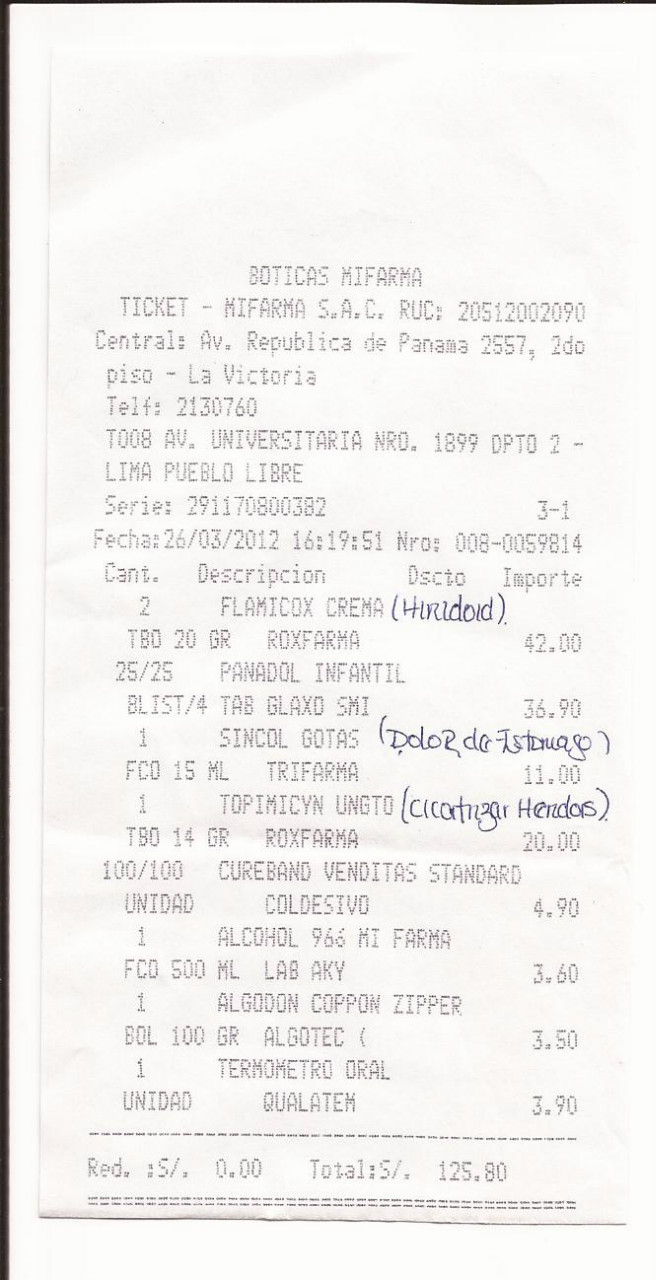 BOTICAS MIFARMA
TICKET - MIFARMA S.A.C. RUC: 20512002090
Central: Av. Republica de Panama 2557, 2do
piso - La Victoria
Telf: 2130760
T008 AV. UNIVERSITARIA NRO. 1899 DPTO 2 -
LIMA PUEBLO LIBRE
Serie: 291170800382 3-1
Fecha:26/03/2012 16:19:51 Nro: 008-0059814
Cant. Descripcion Dscto Importe
2 FLAMICOX CREMA (Hirudoid)
TBO 20 GR ROXFARMA 42.00
25/25 PANADOL INFANTIL
BLIST/4 TAB GLAXO SMI 36.90
1 SINCOL GOTAS (Dolor de Estomago)
FCO 15 ML TRIFARMA 11.00
1 TOPIMICYN UNGTO (Cicatrizar Heridas)
TBO 14 GR ROXFARMA 20.00
100/100 CUREBAND VENDITAS STANDARD
UNIDAD COLDESIVO 4.90
1 ALCOHOL 966 MI FARMA
FCO 500 ML LAB AKY 3.60
1 ALGODON COPPON ZIPPER
BOL 100 GR ALGOTEC ( 3.50
1 TERMOMETRO ORAL
UNIDAD QUALATEM 3.90
Red. :S/. 0.00 Total:S/. 125.80